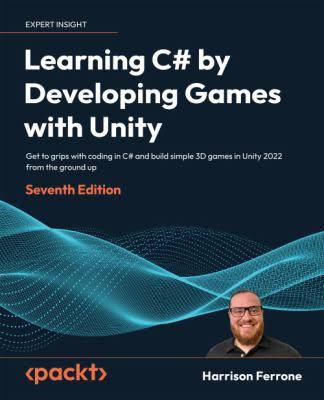 EXPERT INSIGHT
Learning C# by
Developing Games
with Unity
Get to grips with coding in C# and build simple 3D games in Unity 2022
from the ground up
Seventh Edition
<packt>
Harrison Ferrone